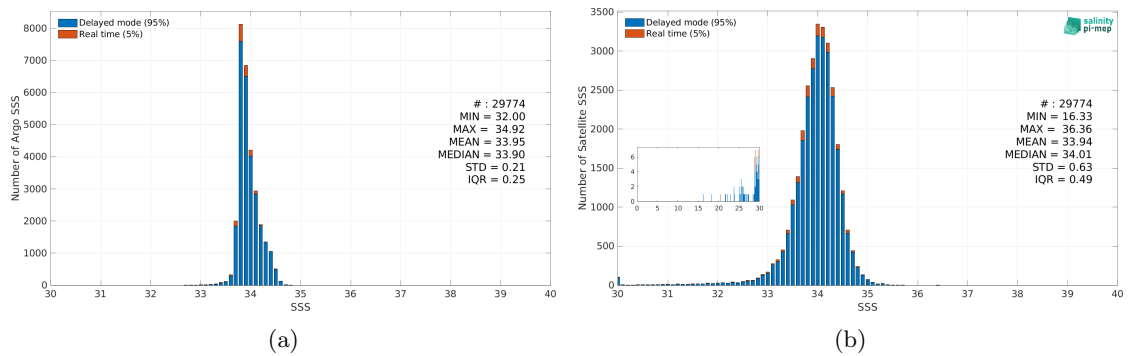 Delayed mode (95%)
Real time (5%)
Number of Argo SSS
9000
8000
7000
6000
5000
4000
3000
2000
1000
0
# : 29774
MIN = 32.00
MAX = 34.92
MEAN = 33.95
MEDIAN = 33.90
STD = 0.21
IQR = 0.25
30 31 32 33 34 35 36 37 38 39 40
SSS
(a)
Delayed mode (95%)
Real time (5%)
salinity
pi-mep
Number of Satellite SSS
3500
3000
2500
2000
1500
1000
500
0
# : 29774
MIN = 16.33
MAX = 36.36
MEAN = 33.94
MEDIAN = 34.01
STD = 0.63
IQR = 0.49
6
4
2
0
0 5 10 15 20 25 30
30 31 32 33 34 35 36 37 38 39 40
SSS
(b)